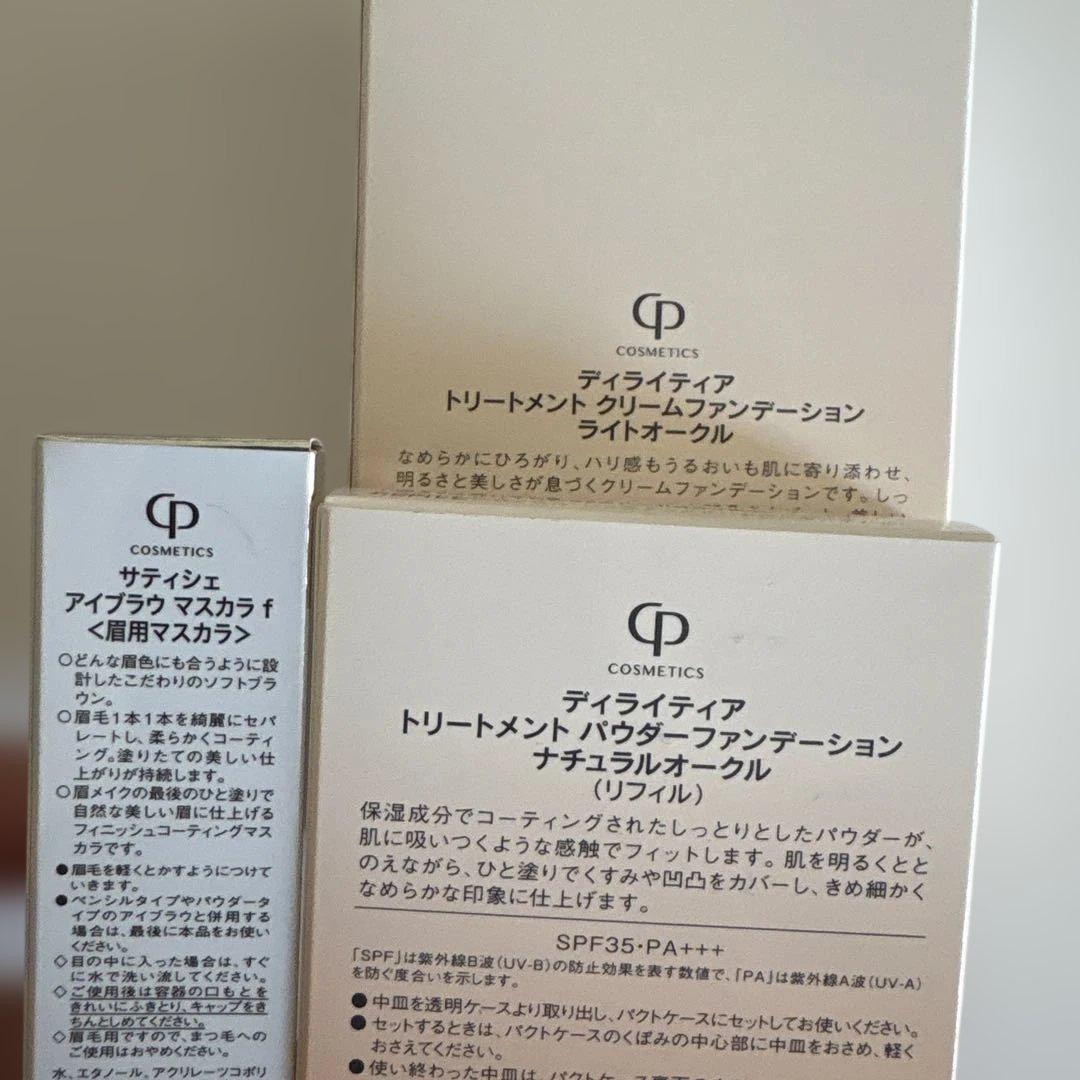 CP
COSMETICS
ディライティア
トリートメント クリームファンデーション
ライトオークル
なめらかにひろがり、ハリ感もうるおいも肌に寄り添わせ、
明るさと美しさが息づくクリームファンデーションです。しっ
CP
COSMETICS
サティシェ
アイブラウ マスカラ f
<眉用マスカラ>
○どんな眉色にも合うように設
計したこだわりのソフトブラ
ウン。
○眉毛1本1本を綺麗にセパ
レートし、柔らかくコーティ
ング。塗りたての美しい仕
上がりが持続します。
○眉メイクの最後のひと塗りで
自然な美しい眉に仕上げる
フィニッシュコーティングマス
カラです。
●眉毛を軽くとかすようにつけて
いきます。
●ペンシルタイプやパウダータ
イプのアイブラウと併用する
場合は、最後に本品をお使い
ください。
◇目の中に入った場合は、すぐ
に水で洗い流してください。
◇ご使用後は容器の口もとを
きれいにふきとり、キャップをき
ちんとしめてください。
◇眉毛用ですので、まつ毛への
ご使用はおやめください。
水、エタノール、アクリレーツコポリ
CP
COSMETICS
ディライティア
トリートメント パウダーファンデーション
ナチュラルオークル
(リフィル)
保湿成分でコーティングされたしっとりとしたパウダーが、
肌に吸いつくような感触でフィットします。肌を明るくとと
のえながら、ひと塗りでくすみや凹凸をカバーし、きめ細かく
なめらかな印象に仕上げます。
SPF35・PA+++
「SPF」は紫外線B波(UV-B)の防止効果を表す数値で、「PA」は紫外線A波(UV-A)
を防ぐ度合いを示します。
●中皿を透明ケースより取り出し、パクトケースにセットしてお使いください。
●セットするときは、パクトケースのくぼみの中心部に中皿をおさめ、軽く
おさえてください。
●使い終わった中皿は、パクトケース